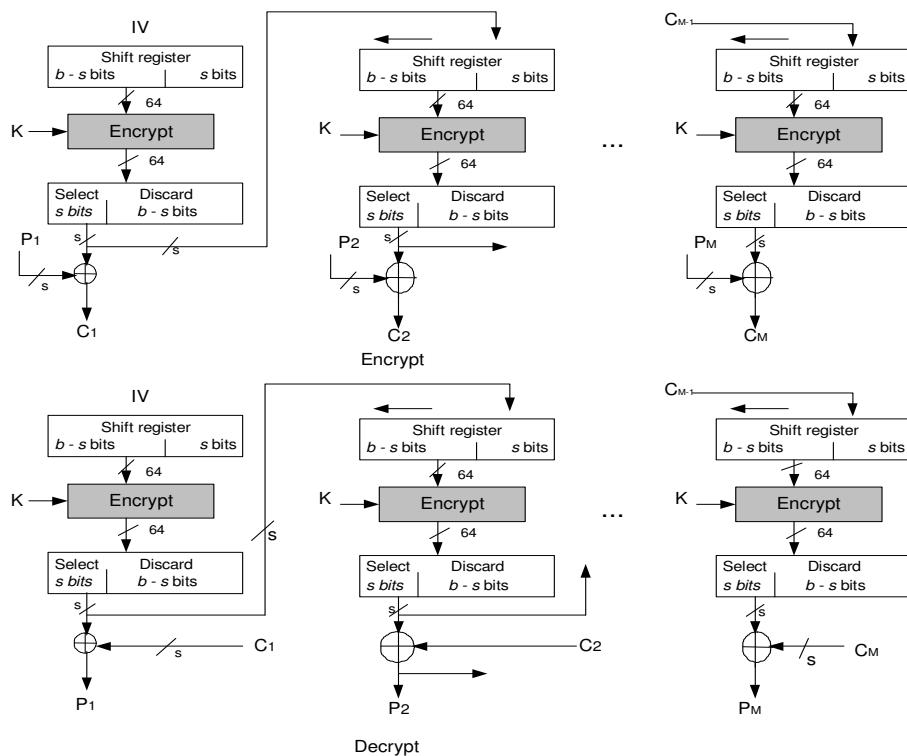 IV
Shift register
b - s bits s bits
64
K
Encrypt
64
Select Discard
s bits b - s bits
s
s
P1
s
C1
Shift register
b - s bits s bits
64
K
Encrypt
64
Select Discard
s bits b - s bits
s
P2
s
C2
...
CM-1
Shift register
b - s bits s bits
64
K
Encrypt
64
Select Discard
s bits b - s bits
s
PM
s
CM
Encrypt
IV
Shift register
b - s bits s bits
64
K
Encrypt
64
s
Select Discard
s bits b - s bits
s
C1
s
P1
Shift register
b - s bits s bits
64
K
Encrypt
64
Select Discard
s bits b - s bits
s
C2
P2
...
CM-1
Shift register
b - s bits s bits
64
K
Encrypt
64
Select Discard
s bits b - s bits
s
CM
s
PM
Decrypt